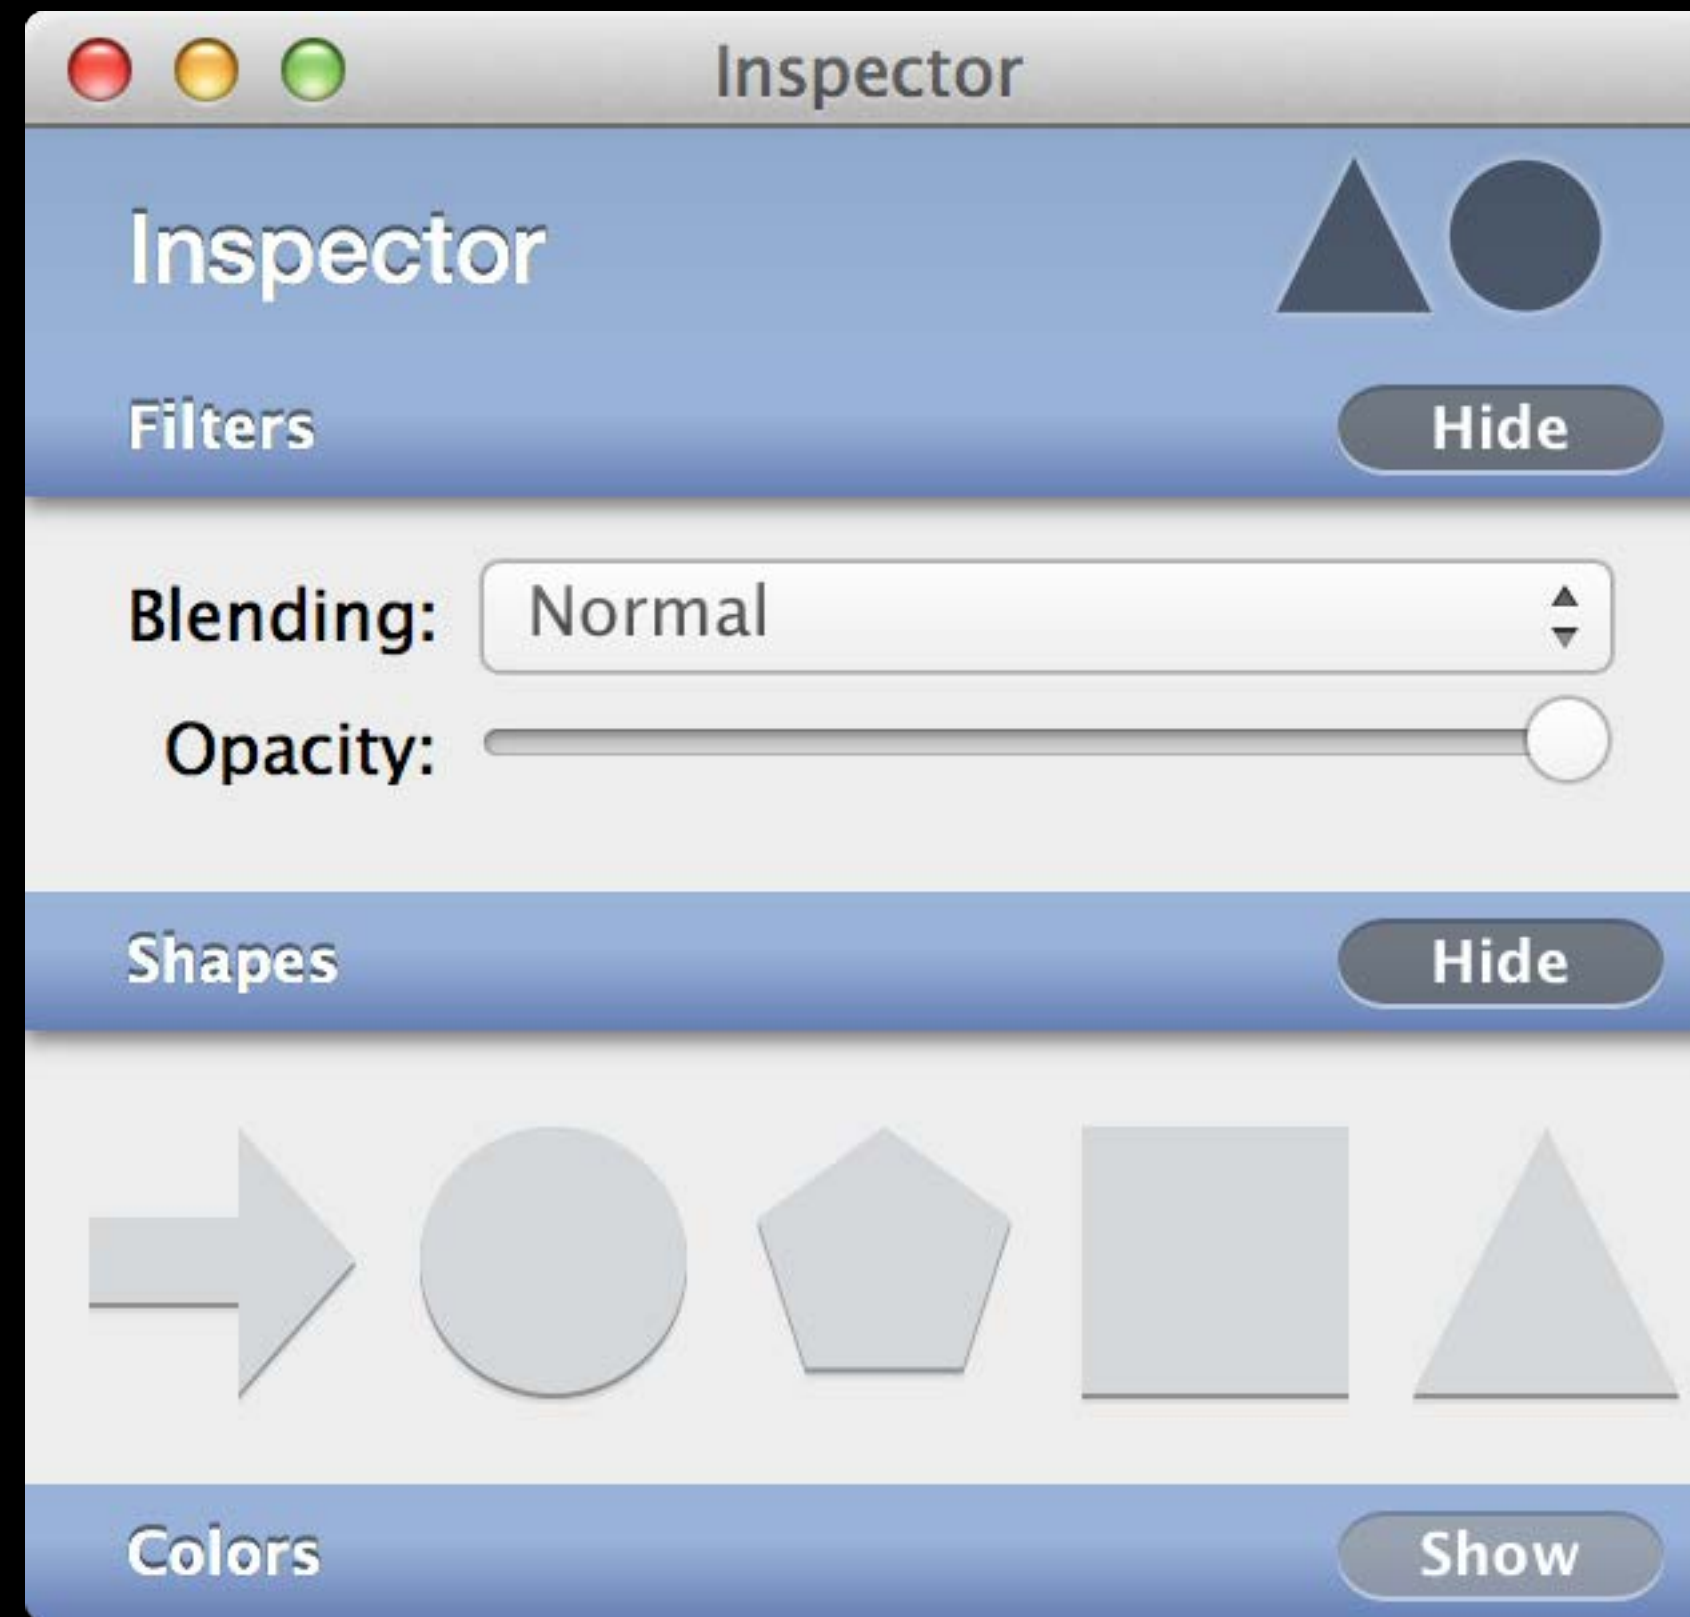 Inspector
Inspector
Filters Hide
Blending: Normal
Opacity:
Shapes Hide
Colors Show